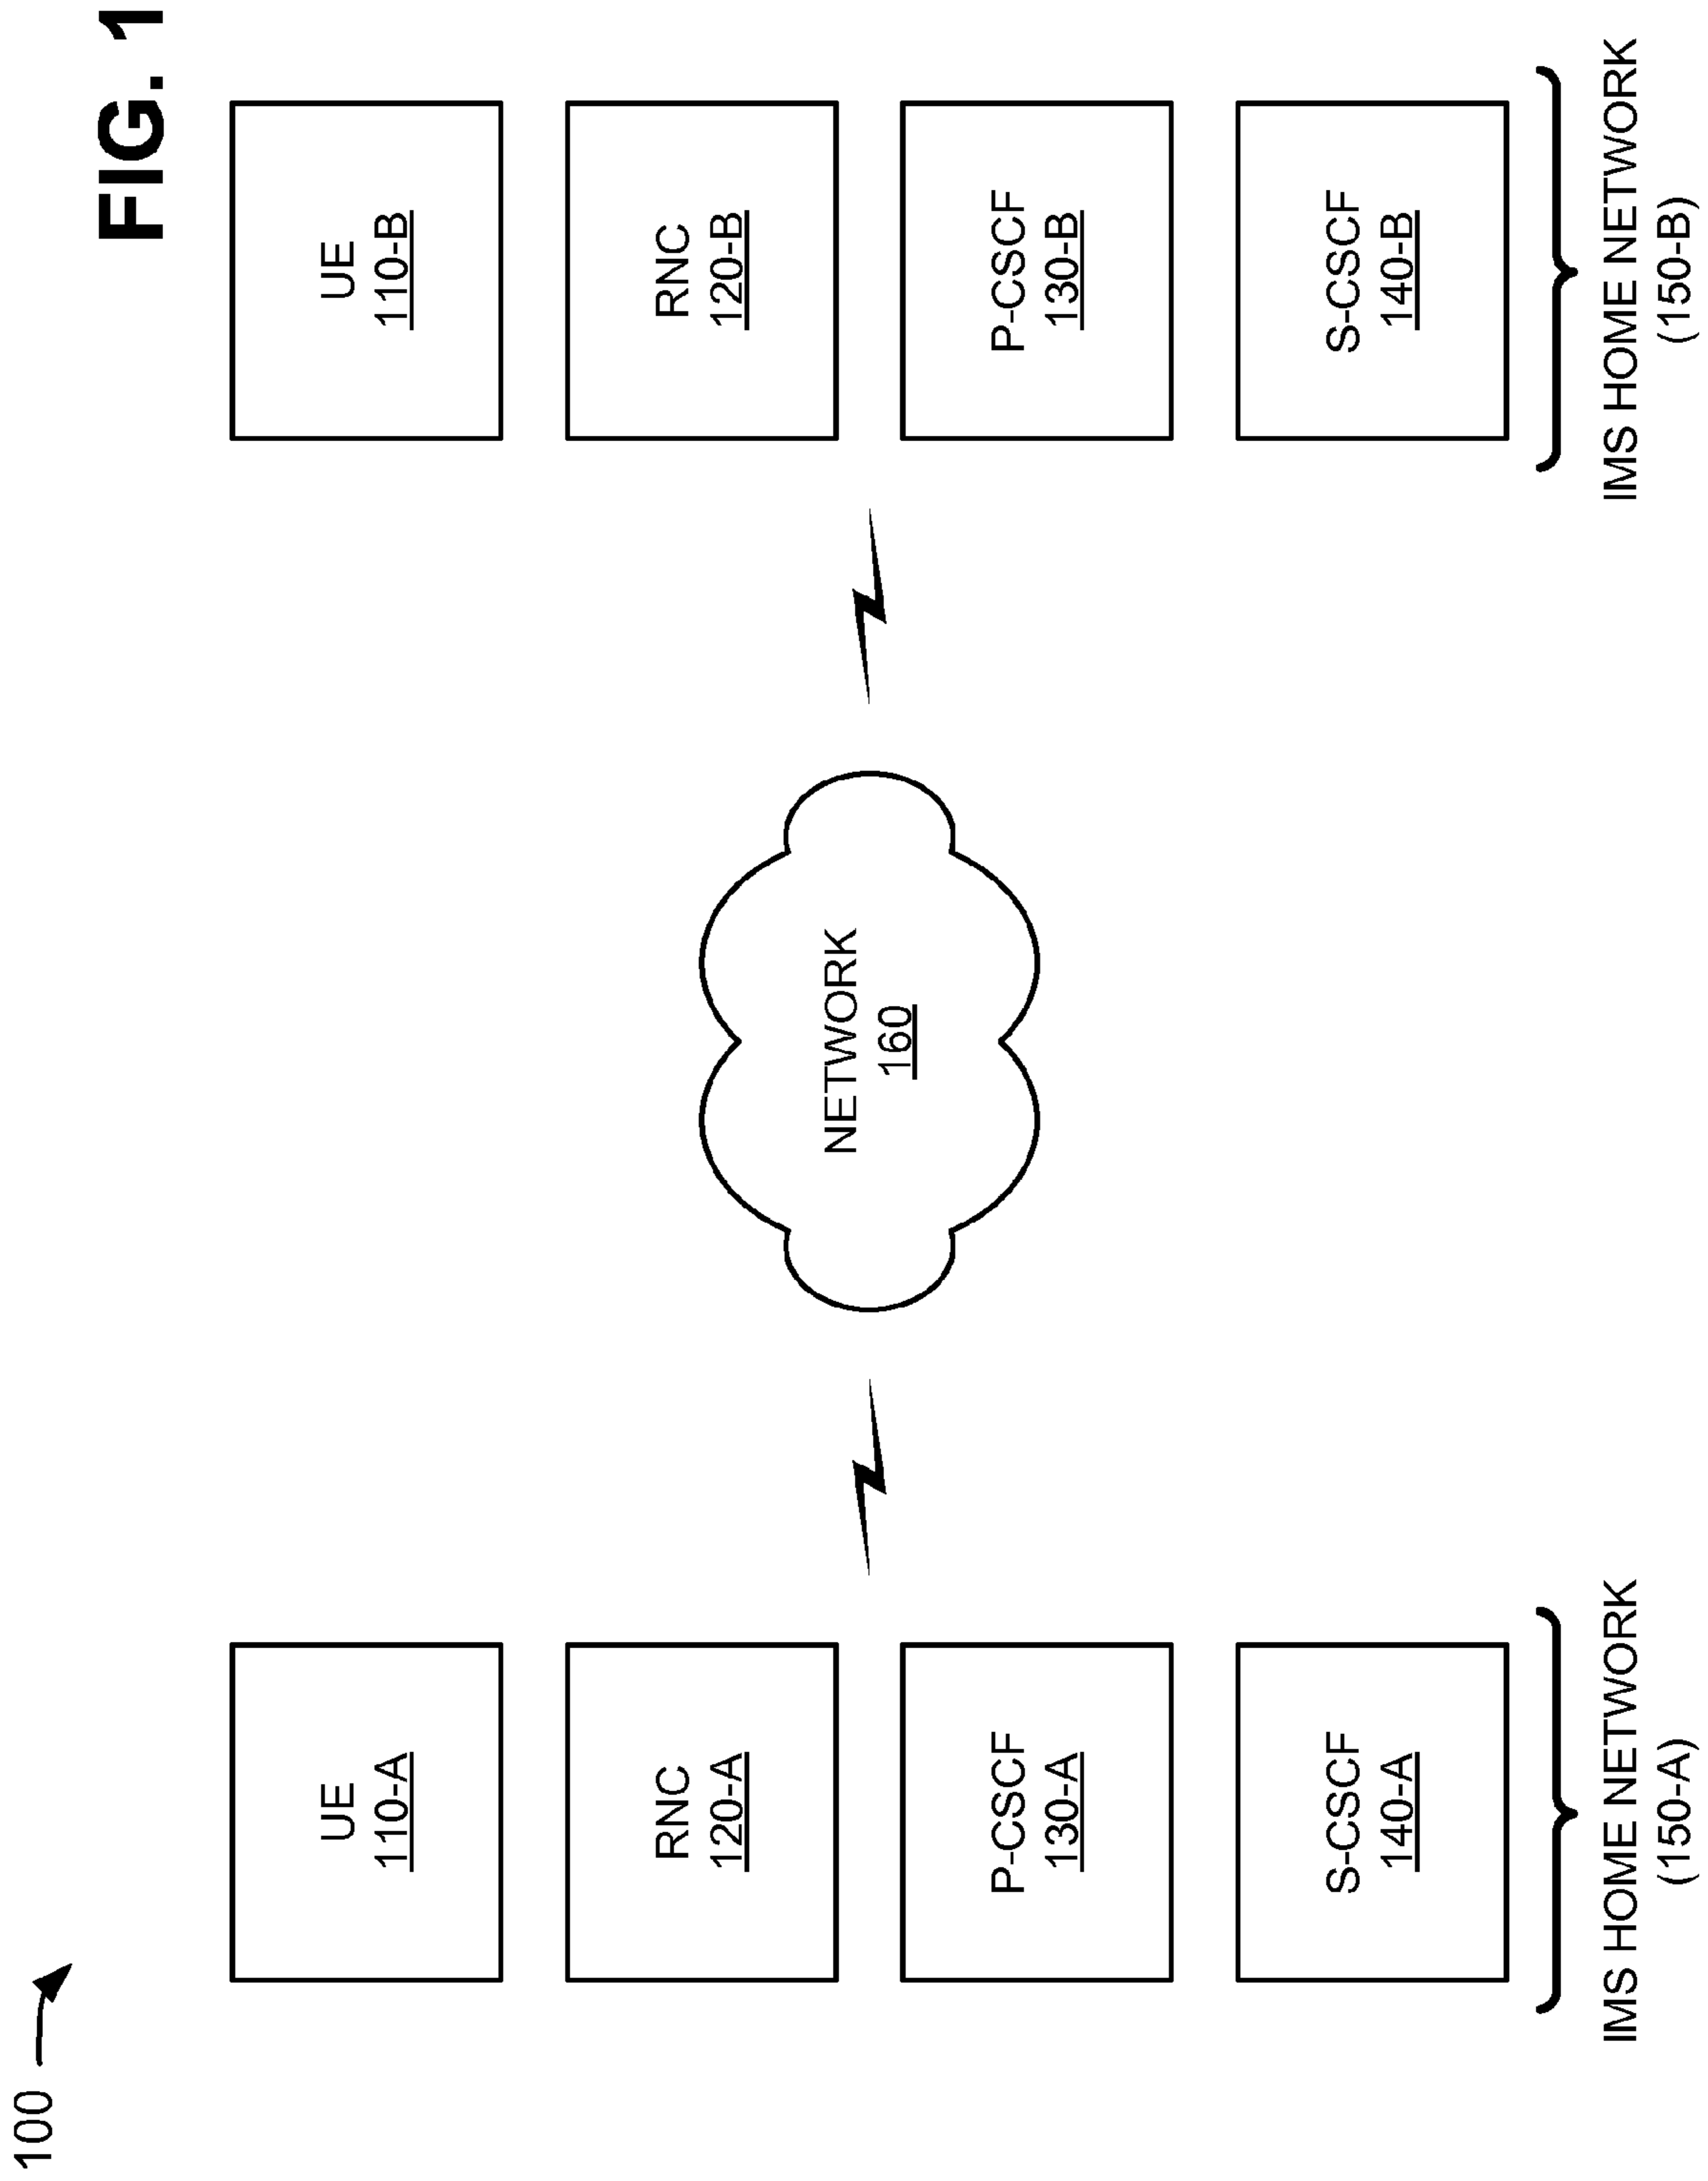 FIG. 1
100
UE
110-A
RNC
120-A
P-CSCF
130-A
S-CSCF
140-A
IMS HOME NETWORK
(150-A)
NETWORK
160
UE
110-B
RNC
120-B
P-CSCF
130-B
S-CSCF
140-B
IMS HOME NETWORK
(150-B)